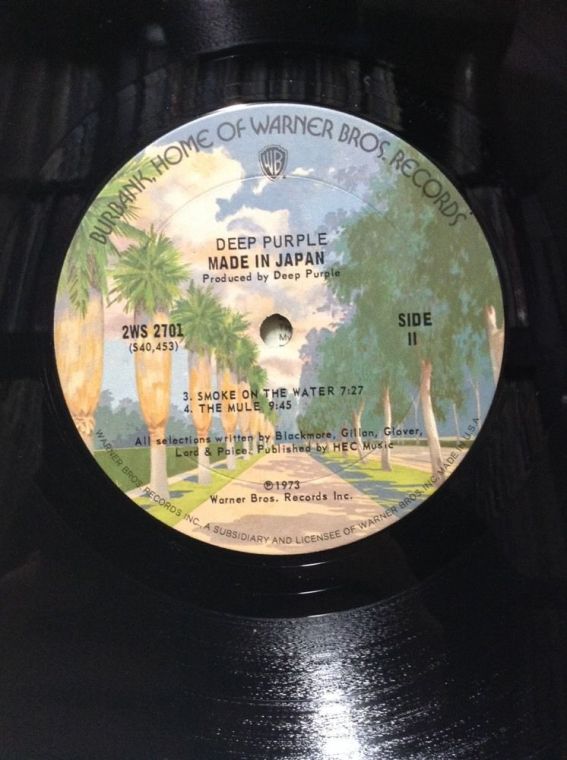 BURBANK, HOME OF WARNER BROS. RECORDS
WB
DEEP PURPLE
MADE IN JAPAN
Produced by Deep Purple
2WS 2701
(S40,453)
SIDE
II
3. SMOKE ON THE WATER 7:27
4. THE MULE 9:45
All selections written by Blackmore, Gillan, Glover,
Lord & Paice. Published by HEC Music
℗1973
Warner Bros. Records Inc.
WARNER BROS. RECORDS INC., A SUBSIDIARY AND LICENSEE OF WARNER BROS. INC. MADE IN U.S.A.